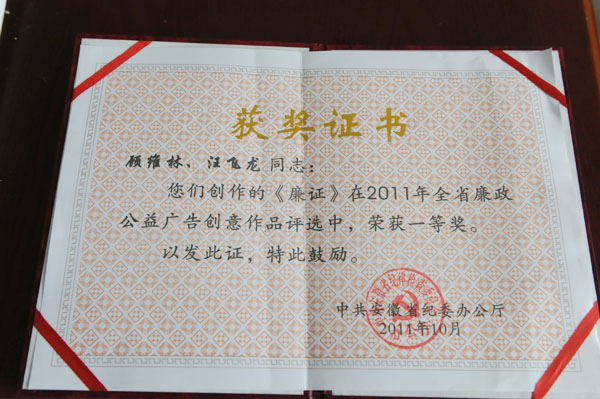 获奖证书
顾维林、汪飞龙同志：
您们创作的《廉证》在2011年全省廉政
公益广告创意作品评选中，荣获一等奖。
以发此证，特此鼓励。
中共安徽省纪委办公厅
2011年10月